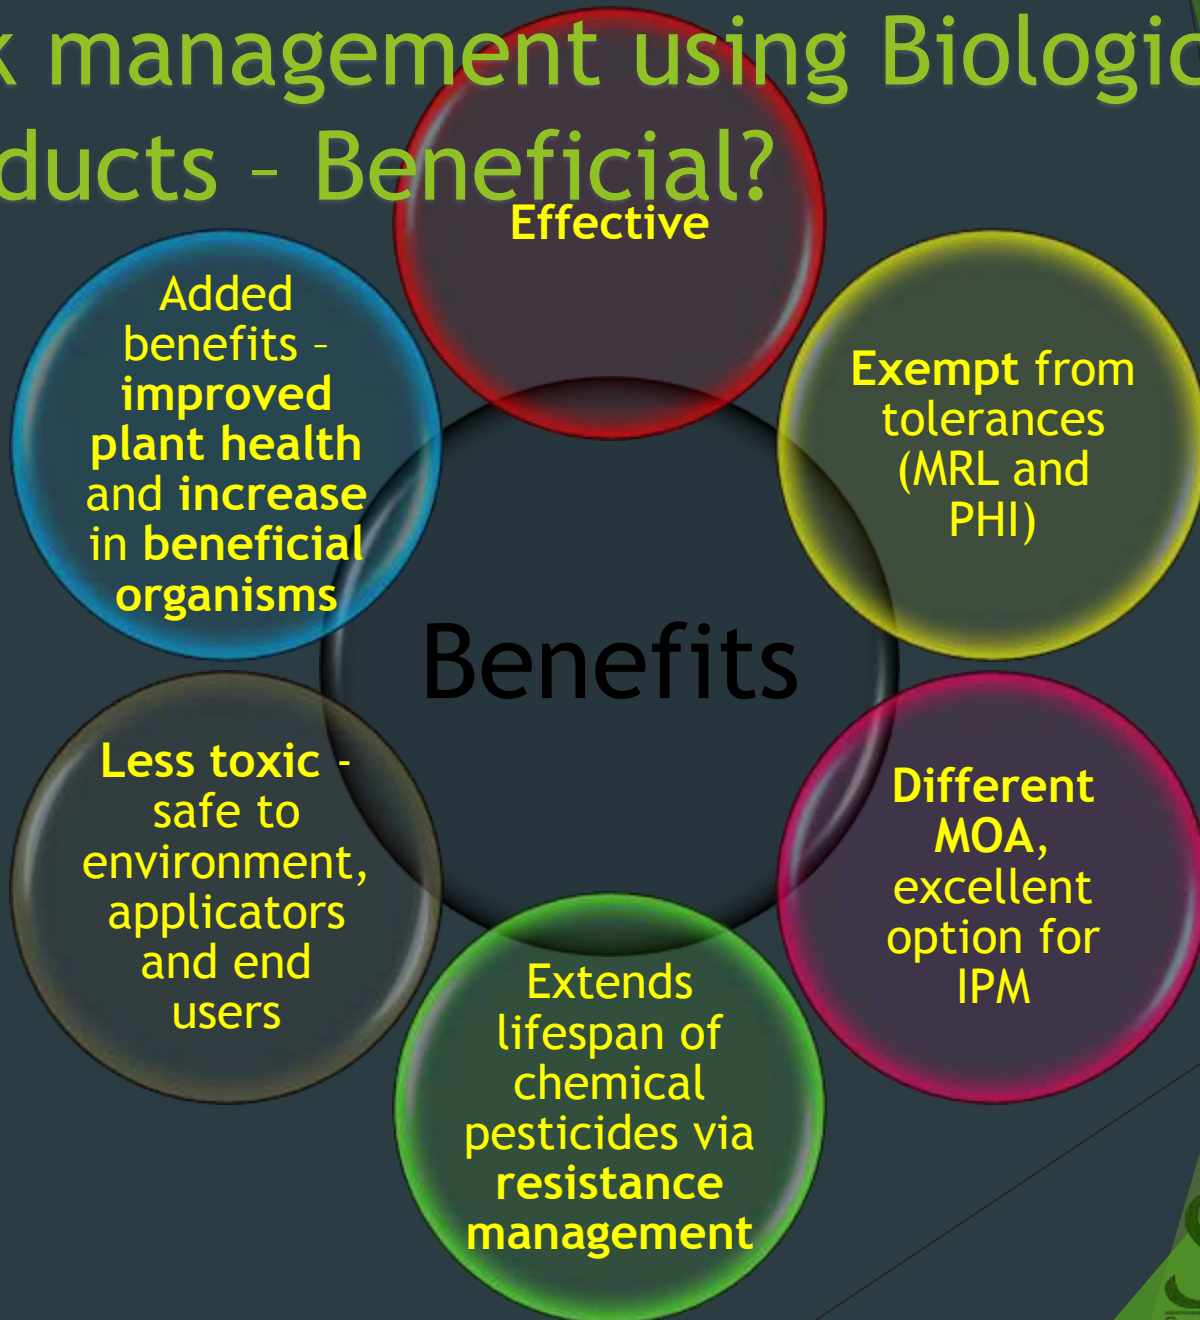 k management using Biologic
ducts – Beneficial?
Effective
Added
benefits –
improved
plant health
and increase
in beneficial
organisms
Exempt from
tolerances
(MRL and
PHI)
Benefits
Less toxic -
safe to
environment,
applicators
and end
users
Different
MOA,
excellent
option for
IPM
Extends
lifespan of
chemical
pesticides via
resistance
management